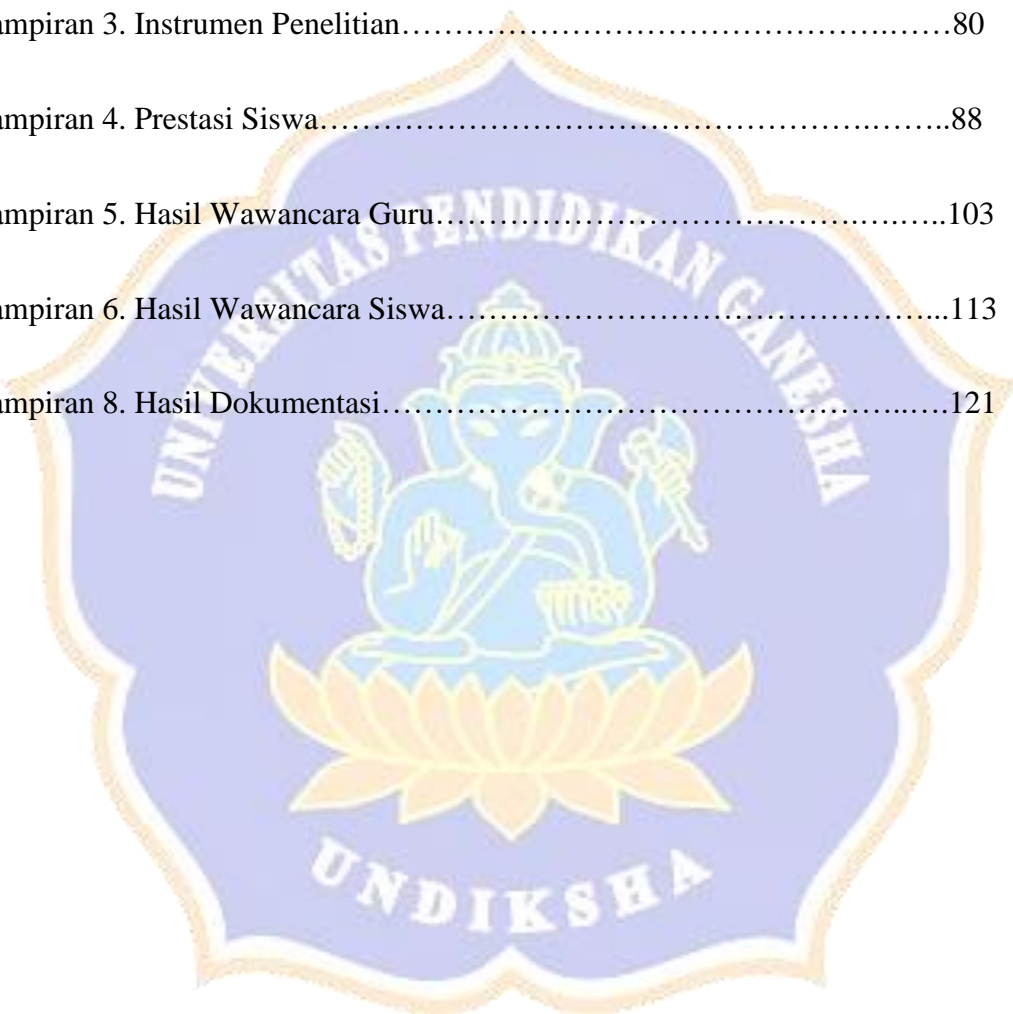 ampiran 3. Instrumen Penelitian……………………………………….……80
ampiran 4. Prestasi Siswa……………………………………………….……..88
ampiran 5. Hasil Wawancara Guru…………………………………….….…..103
ampiran 6. Hasil Wawancara Siswa…………………………………………...113
ampiran 8. Hasil Dokumentasi……………………………………………..….121
UNIVERSITAS PENDIDIKAN GANESHA
UNDIKSHA